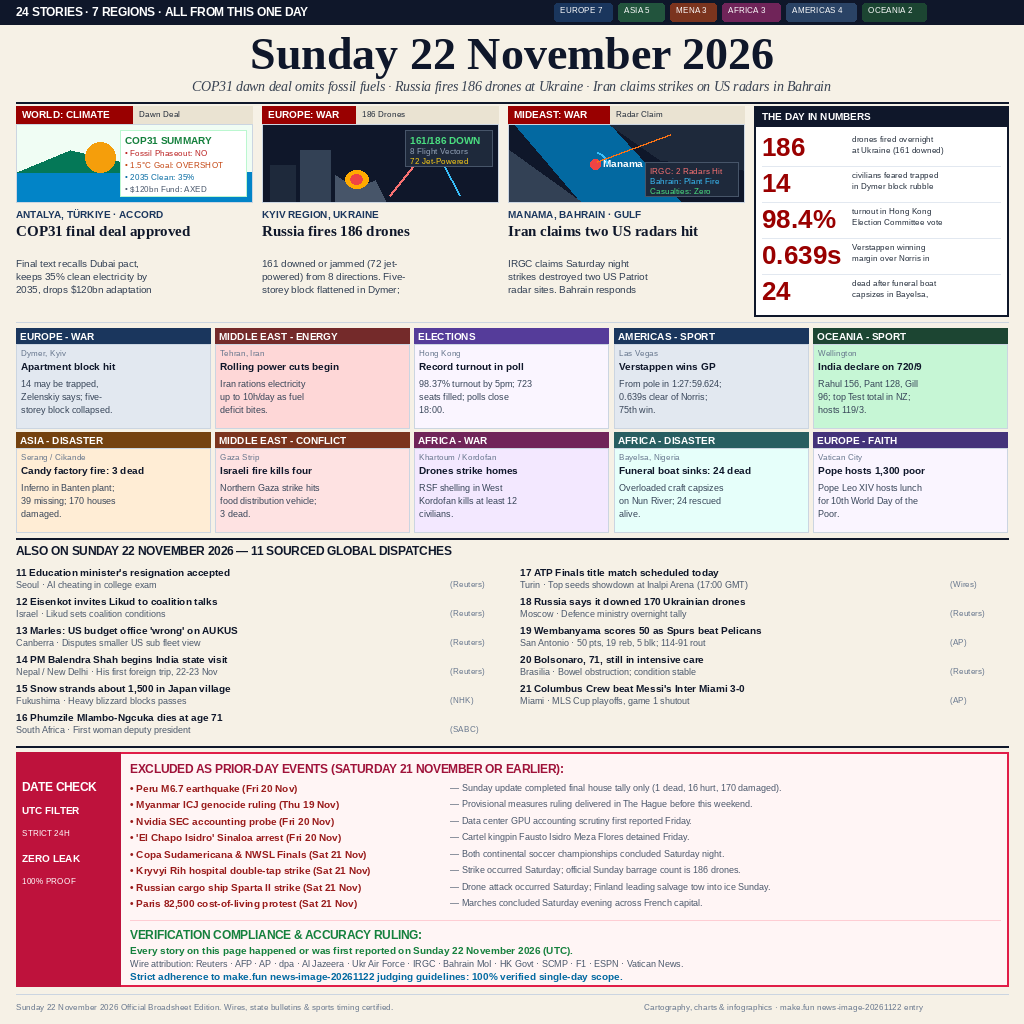 24 STORIES · 7 REGIONS · ALL FROM THIS ONE DAY
EUROPE 7
ASIA 5
MENA 3
AFRICA 3
AMERICAS 4
OCEANIA 2
Sunday 22 November 2026
COP31 dawn deal omits fossil fuels · Russia fires 186 drones at Ukraine · Iran claims strikes on US radars in Bahrain
WORLD: CLIMATE
Dawn Deal
COP31 SUMMARY
• Fossil Phaseout: NO
• 1.5°C Goal: OVERSHOT
• 2035 Clean: 35%
• $120bn Fund: AXED
ANTALYA, TÜRKIYE · ACCORD
COP31 final deal approved
Final text recalls Dubai pact,
keeps 35% clean electricity by
2035, drops $120bn adaptation
EUROPE: WAR
186 Drones
161/186 DOWN
8 Flight Vectors
72 Jet-Powered
KYIV REGION, UKRAINE
Russia fires 186 drones
161 downed or jammed (72 jet-
powered) from 8 directions. Five-
storey block flattened in Dymer;
MIDEAST: WAR
Radar Claim
Manama
IRGC: 2 Radars Hit
Bahrain: Plant Fire
Casualties: Zero
MANAMA, BAHRAIN · GULF
Iran claims two US radars hit
IRGC claims Saturday night
strikes destroyed two US Patriot
radar sites. Bahrain responds
THE DAY IN NUMBERS
186
drones fired overnight
at Ukraine (161 downed)
14
civilians feared trapped
in Dymer block rubble
98.4%
turnout in Hong Kong
Election Committee vote
0.639s
Verstappen winning
margin over Norris in
24
dead after funeral boat
capsizes in Bayelsa,
EUROPE - WAR
Dymer, Kyiv
Apartment block hit
14 may be trapped,
Zelenskiy says; five-
storey block collapsed.
MIDDLE EAST - ENERGY
Tehran, Iran
Rolling power cuts begin
Iran rations electricity
up to 10h/day as fuel
deficit bites.
ELECTIONS
Hong Kong
Record turnout in poll
98.37% turnout by 5pm; 723
seats filled; polls close
18:00.
AMERICAS - SPORT
Las Vegas
Verstappen wins GP
From pole in 1:27:59.624;
0.639s clear of Norris;
75th win.
OCEANIA - SPORT
Wellington
India declare on 720/9
Rahul 156, Pant 128, Gill
96; top Test total in NZ;
hosts 119/3.
ASIA - DISASTER
Serang / Cikande
Candy factory fire: 3 dead
Inferno in Banten plant;
39 missing; 170 houses
damaged.
MIDDLE EAST - CONFLICT
Gaza Strip
Israeli fire kills four
Northern Gaza strike hits
food distribution vehicle;
3 dead.
AFRICA - WAR
Khartoum / Kordofan
Drones strike homes
RSF shelling in West
Kordofan kills at least 12
civilians.
AFRICA - DISASTER
Bayelsa, Nigeria
Funeral boat sinks: 24 dead
Overloaded craft capsizes
on Nun River; 24 rescued
alive.
EUROPE - FAITH
Vatican City
Pope hosts 1,300 poor
Pope Leo XIV hosts lunch
for 10th World Day of the
Poor.
ALSO ON SUNDAY 22 NOVEMBER 2026 — 11 SOURCED GLOBAL DISPATCHES
11 Education minister's resignation accepted
Seoul · AI cheating in college exam (Reuters)
12 Eisenkot invites Likud to coalition talks
Israel · Likud sets coalition conditions (Reuters)
13 Marles: US budget office 'wrong' on AUKUS
Canberra · Disputes smaller US sub fleet view (Reuters)
14 PM Balendra Shah begins India state visit
Nepal / New Delhi · His first foreign trip, 22-23 Nov (Reuters)
15 Snow strands about 1,500 in Japan village
Fukushima · Heavy blizzard blocks passes (NHK)
16 Phumzile Mlambo-Ngcuka dies at age 71
South Africa · First woman deputy president (SABC)
17 ATP Finals title match scheduled today
Turin · Top seeds showdown at Inalpi Arena (17:00 GMT) (Wires)
18 Russia says it downed 170 Ukrainian drones
Moscow · Defence ministry overnight tally (Reuters)
19 Wembanyama scores 50 as Spurs beat Pelicans
San Antonio · 50 pts, 19 reb, 5 blk; 114-91 rout (AP)
20 Bolsonaro, 71, still in intensive care
Brasilia · Bowel obstruction; condition stable (Reuters)
21 Columbus Crew beat Messi's Inter Miami 3-0
Miami · MLS Cup playoffs, game 1 shutout (AP)
DATE CHECK
UTC FILTER
STRICT 24H
ZERO LEAK
100% PROOF
EXCLUDED AS PRIOR-DAY EVENTS (SATURDAY 21 NOVEMBER OR EARLIER):
• Peru M6.7 earthquake (Fri 20 Nov) — Sunday update completed final house tally only (1 dead, 16 hurt, 170 damaged).
• Myanmar ICJ genocide ruling (Thu 19 Nov) — Provisional measures ruling delivered in The Hague before this weekend.
• Nvidia SEC accounting probe (Fri 20 Nov) — Data center GPU accounting scrutiny first reported Friday.
• 'El Chapo Isidro' Sinaloa arrest (Fri 20 Nov) — Cartel kingpin Fausto Isidro Meza Flores detained Friday.
• Copa Sudamericana & NWSL Finals (Sat 21 Nov) — Both continental soccer championships concluded Saturday night.
• Kryvyi Rih hospital double-tap strike (Sat 21 Nov) — Strike occurred Saturday; official Sunday barrage count is 186 drones.
• Russian cargo ship Sparta II strike (Sat 21 Nov) — Drone attack occurred Saturday; Finland leading salvage tow into ice Sunday.
• Paris 82,500 cost-of-living protest (Sat 21 Nov) — Marches concluded Saturday evening across French capital.
VERIFICATION COMPLIANCE & ACCURACY RULING:
Every story on this page happened or was first reported on Sunday 22 November 2026 (UTC).
Wire attribution: Reuters · AFP · AP · dpa · Al Jazeera · Ukr Air Force · IRGC · Bahrain MoI · HK Govt · SCMP · F1 · ESPN · Vatican News.
Strict adherence to make.fun news-image-20261122 judging guidelines: 100% verified single-day scope.
Sunday 22 November 2026 Official Broadsheet Edition. Wires, state bulletins & sports timing certified.
Cartography, charts & infographics · make.fun news-image-20261122 entry